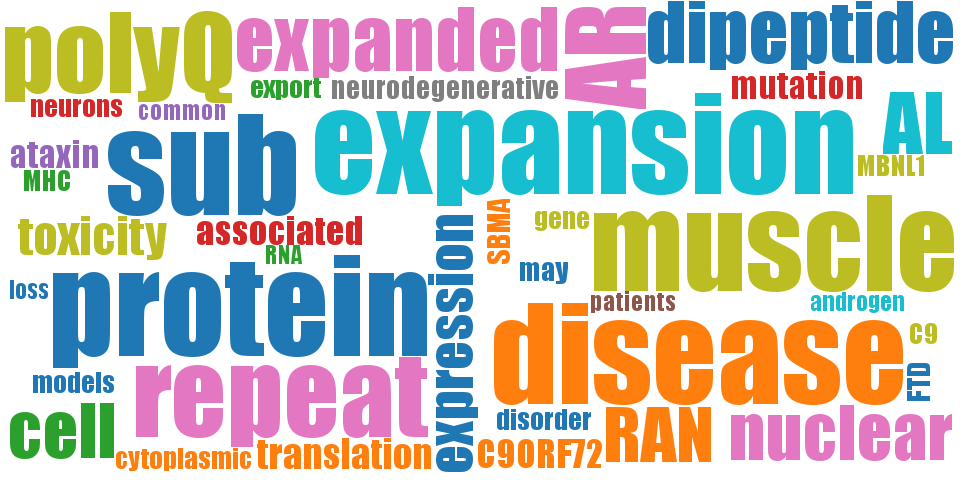 polyQ
expanded
AR
dipeptide
export
neurodegenerative
mutation
neurons
common
expansion
AL
sub
ataxin
MHC
MBNL1
toxicity
associated
RNA
SBMA
gene
muscle
expression
may
loss
protein
patients
androgen
disease
C9
models
repeat
FTD
cell
disorder
RAN
nuclear
cytoplasmic
translation
C9ORF72